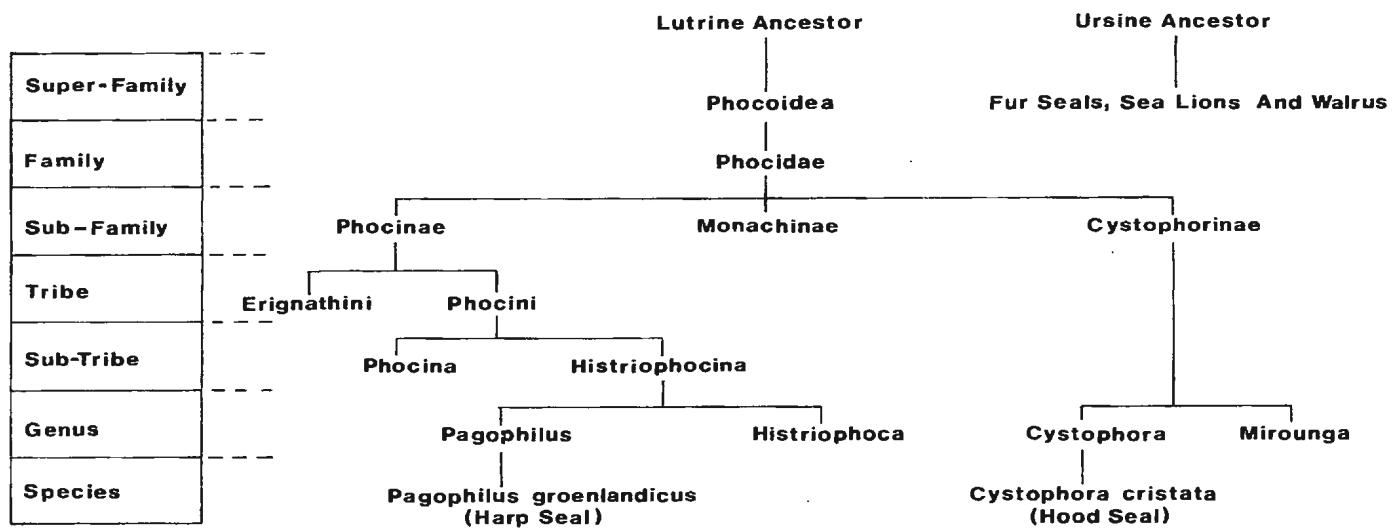 Lutrine Ancestor Ursine Ancestor
Super-Family Phocoidea Fur Seals, Sea Lions And Walrus
Family Phocidae
Sub-Family Phocinae Monachinae Cystophorinae
Tribe Erignathini Phocini
Sub-Tribe Phocina Histriophocina
Genus Pagophilus Histriophoca Cystophora Mirounga
Species Pagophilus groenlandicus Cystophora cristata
(Harp Seal) (Hood Seal)